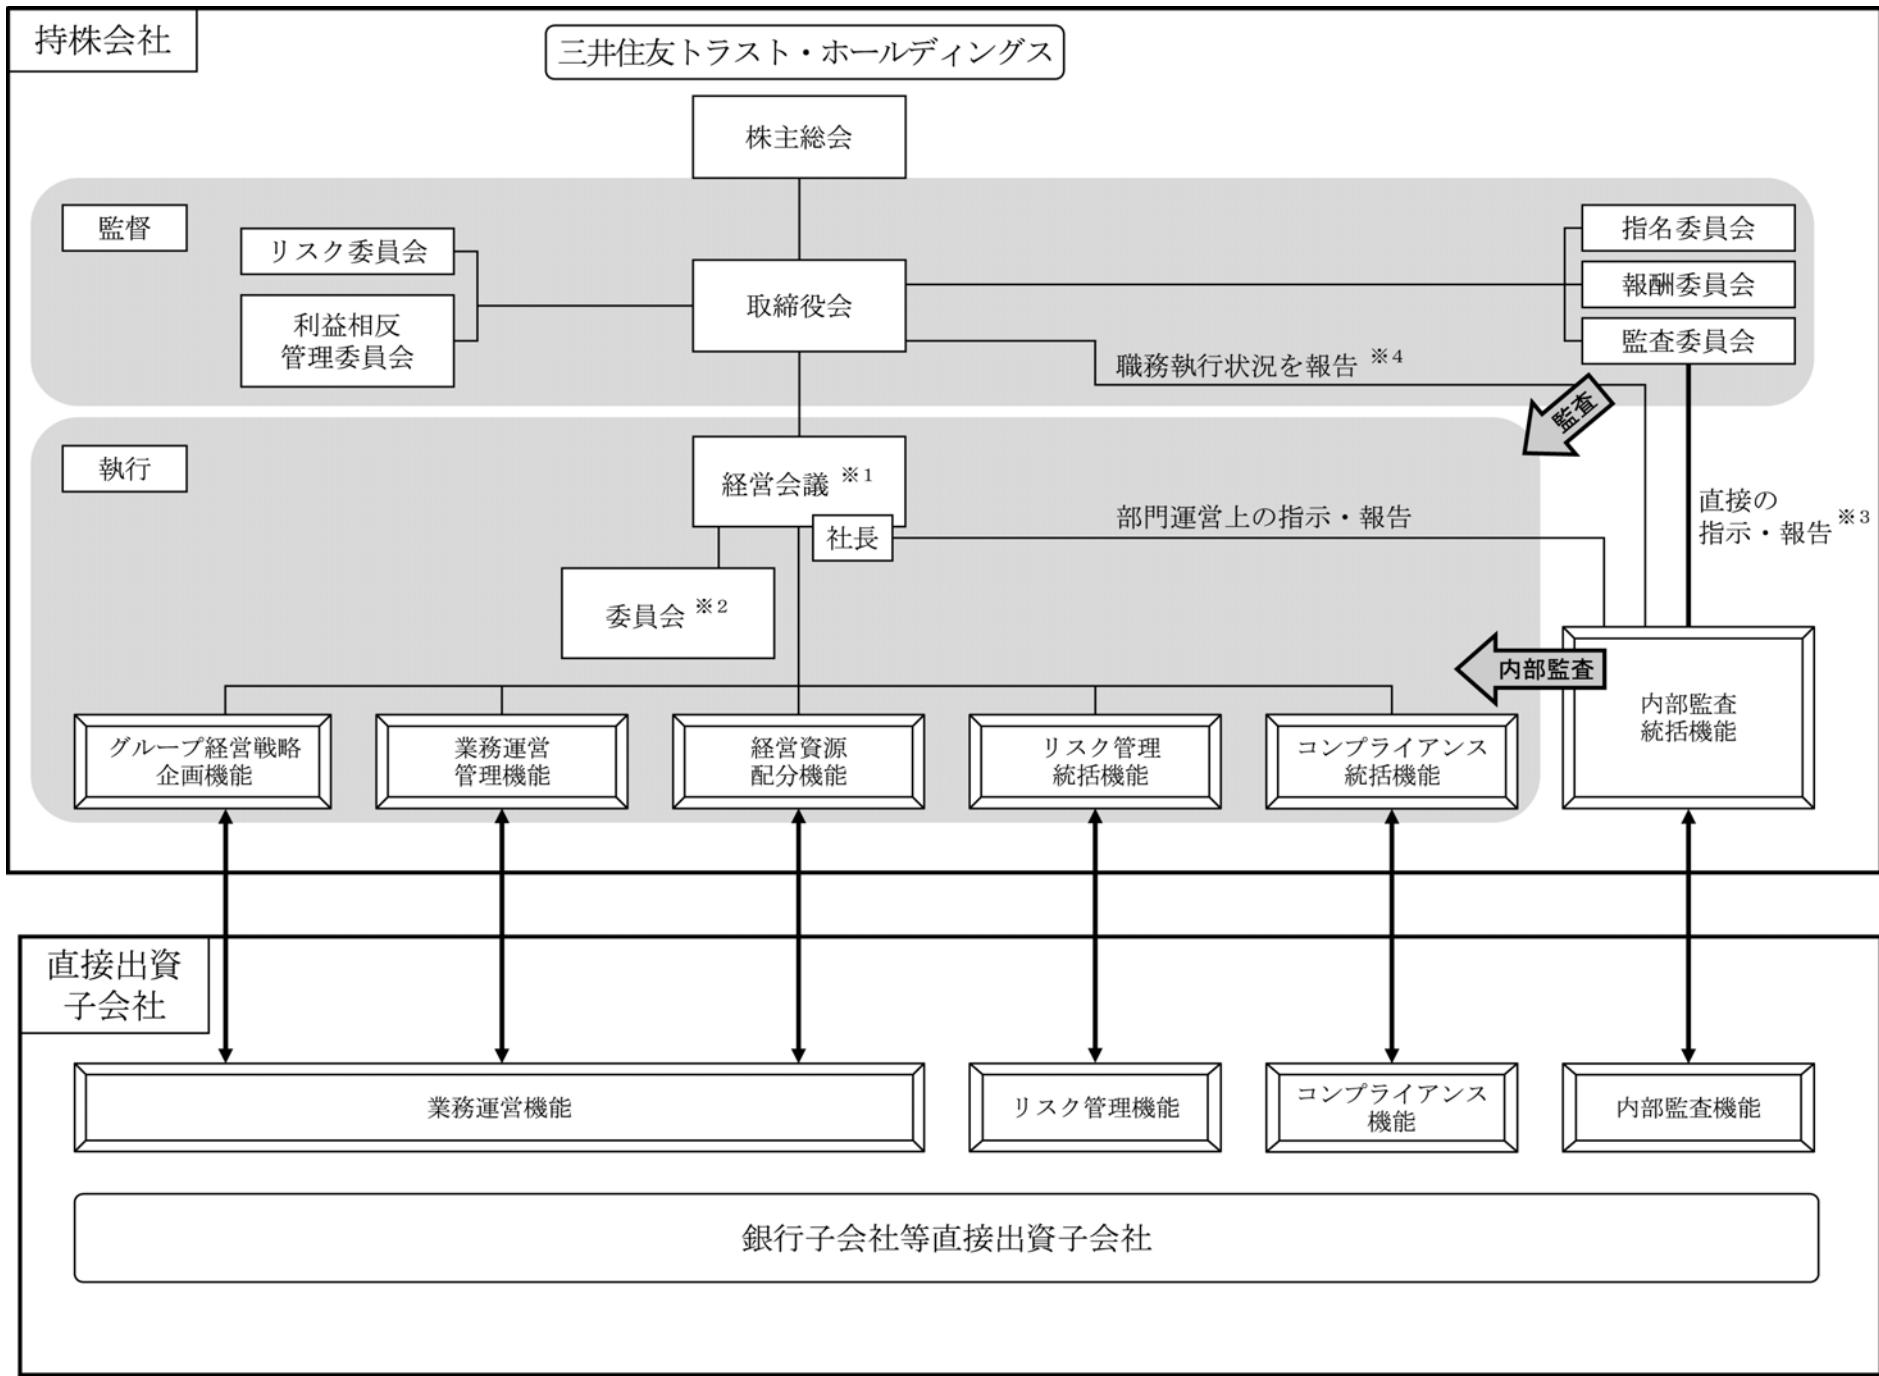 持株会社
三井住友トラスト・ホールディングス
株主総会
監督
リスク委員会
利益相反
管理委員会
取締役会
指名委員会
報酬委員会
監査委員会
職務執行状況を報告 ※4
監査
執行
経営会議 ※1
社長
委員会 ※2
部門運営上の指示・報告
直接の
指示・報告 ※3
内部監査
内部監査
統括機能
グループ経営戦略
企画機能
業務運営
管理機能
経営資源
配分機能
リスク管理
統括機能
コンプライアンス
統括機能
直接出資
子会社
業務運営機能
リスク管理機能
コンプライアンス
機能
内部監査機能
銀行子会社等直接出資子会社